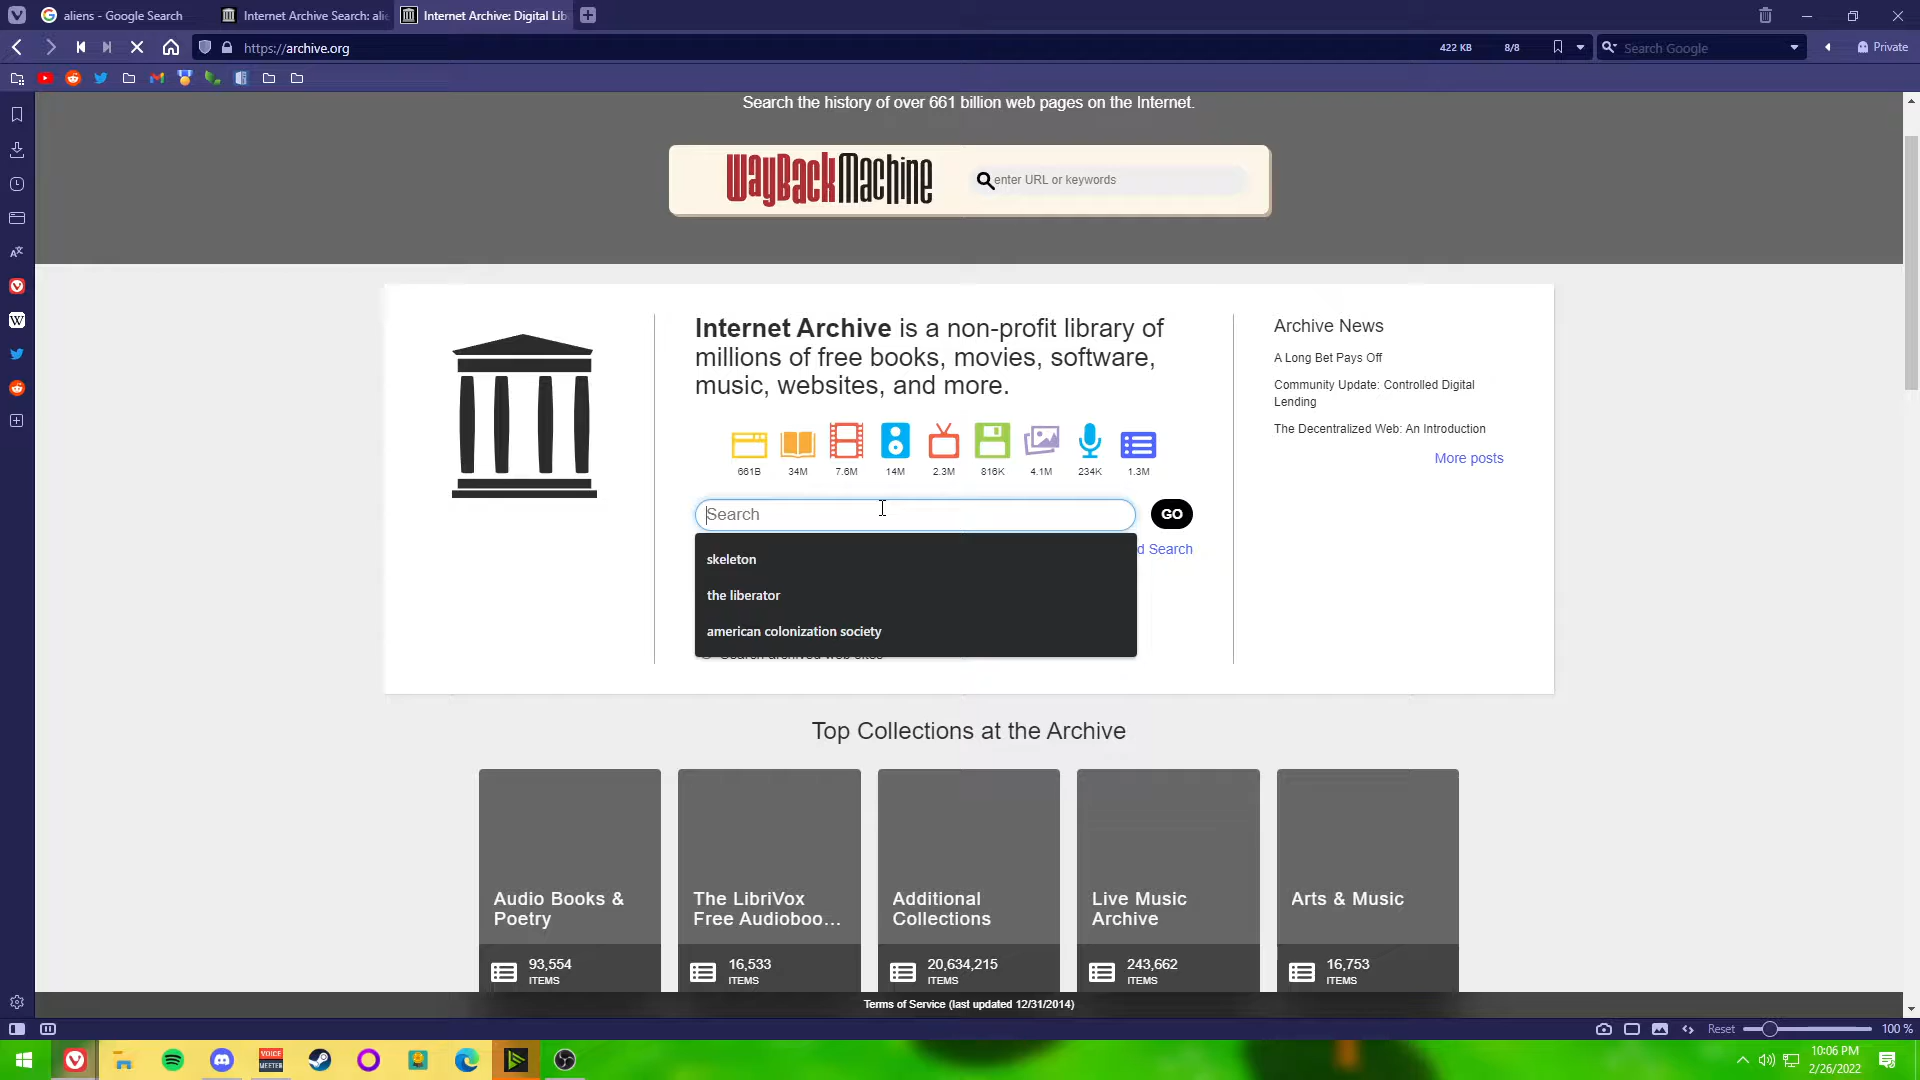 aliens - Google Search
Internet Archive Search: ali
Internet Archive: Digital Lib
https://archive.org
422 KB
8/8
Search Google
Private
Search the history of over 661 billion web pages on the Internet.
WayBackMachine
enter URL or keywords
Internet Archive is a non-profit library of
millions of free books, movies, software,
music, websites, and more.
661B
34M
7.6M
14M
2.3M
816K
4.1M
234K
1.3M
Search
GO
skeleton
the liberator
american colonization society
d Search
Search archived web sites
Archive News
A Long Bet Pays Off
Community Update: Controlled Digital
Lending
The Decentralized Web: An Introduction
More posts
Top Collections at the Archive
Audio Books &
Poetry
93,554
ITEMS
The LibriVox
Free Audioboo...
16,533
ITEMS
Additional
Collections
20,634,215
ITEMS
Live Music
Archive
243,662
ITEMS
Arts & Music
16,753
ITEMS
Terms of Service (last updated 12/31/2014)
Reset
100 %
VOICE
MEETER
10:06 PM
2/26/2022